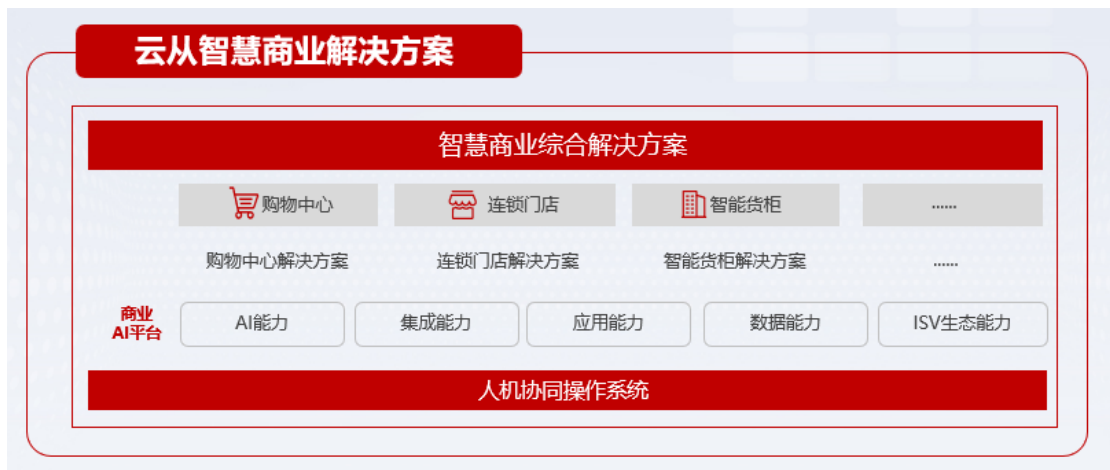 云从智慧商业解决方案
智慧商业综合解决方案
购物中心 连锁门店 智能货柜 ......
购物中心解决方案 连锁门店解决方案 智能货柜解决方案 ......
商业
AI平台
AI能力 集成能力 应用能力 数据能力 ISV生态能力
人机协同操作系统